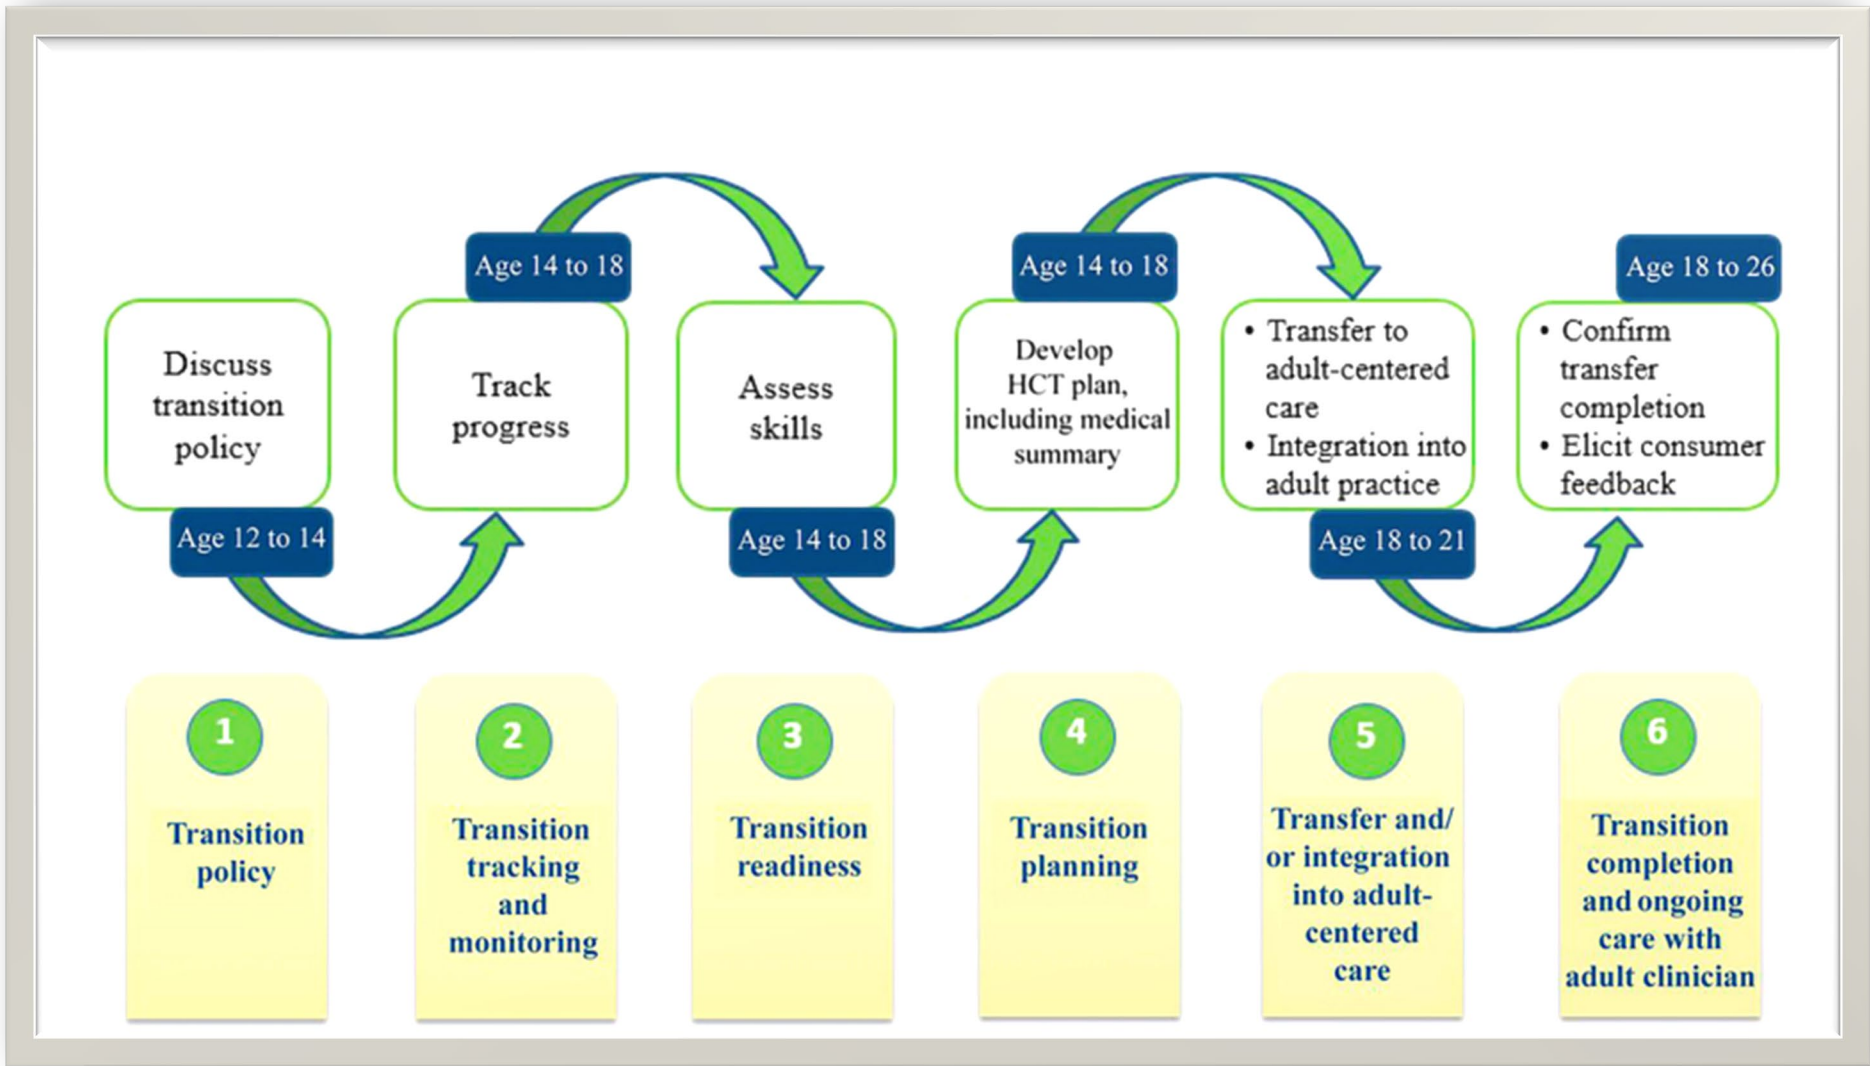 Age 14 to 18
Age 14 to 18
Age 18 to 26
Discuss
transition
policy
Track
progress
Assess
skills
Develop
HCT plan,
including medical
summary
• Transfer to
adult-centered
care
• Integration into
adult practice
• Confirm
transfer
completion
• Elicit consumer
feedback
Age 12 to 14
Age 14 to 18
Age 18 to 21
1
Transition
policy
2
Transition
tracking
and
monitoring
3
Transition
readiness
4
Transition
planning
5
Transfer and/
or integration
into adult-
centered
care
6
Transition
completion
and ongoing
care with
adult clinician